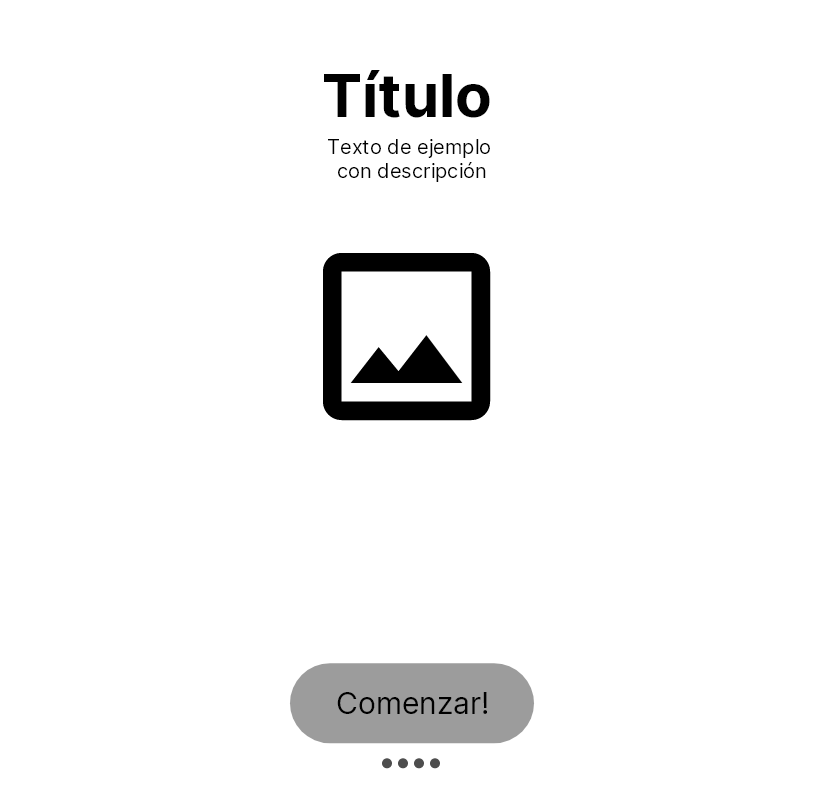 Título
Texto de ejemplo
con descripción
Comenzar!